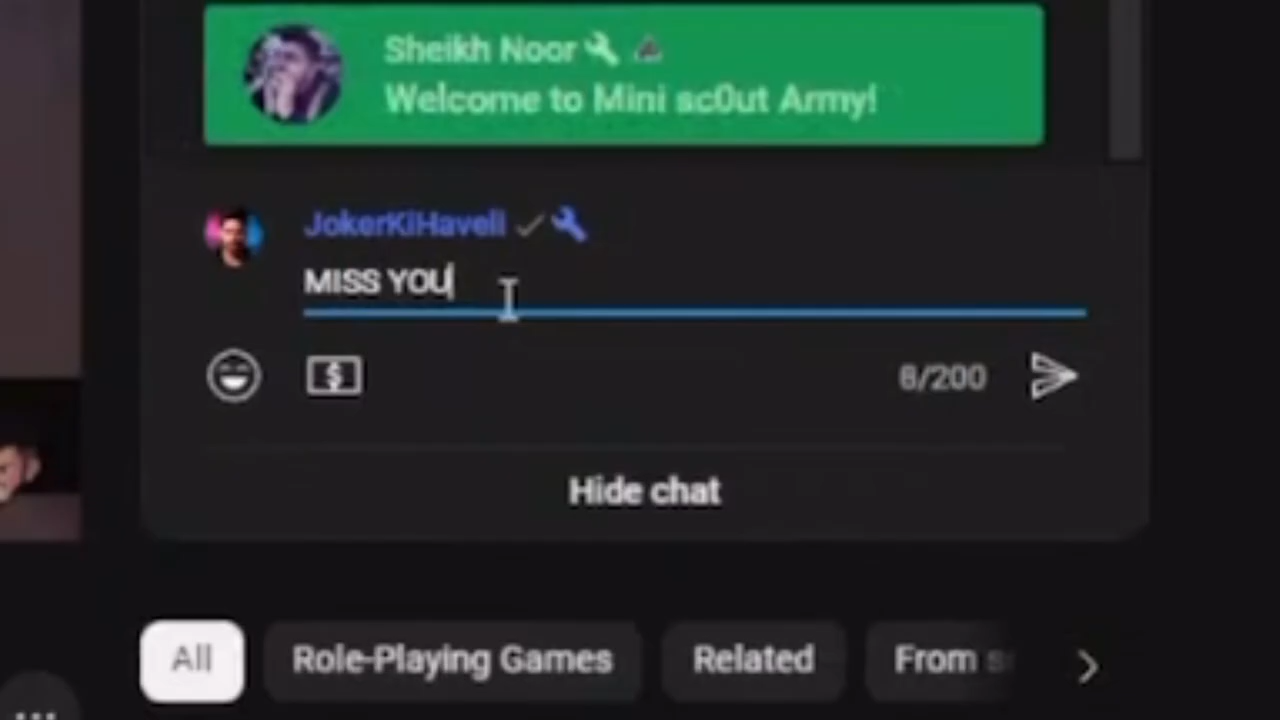 Sheikh Noor
Welcome to Mini sc0ut Army!
JokerKiHaveli
MISS YOU
8/200
Hide chat
All
Role-Playing Games
Related
From